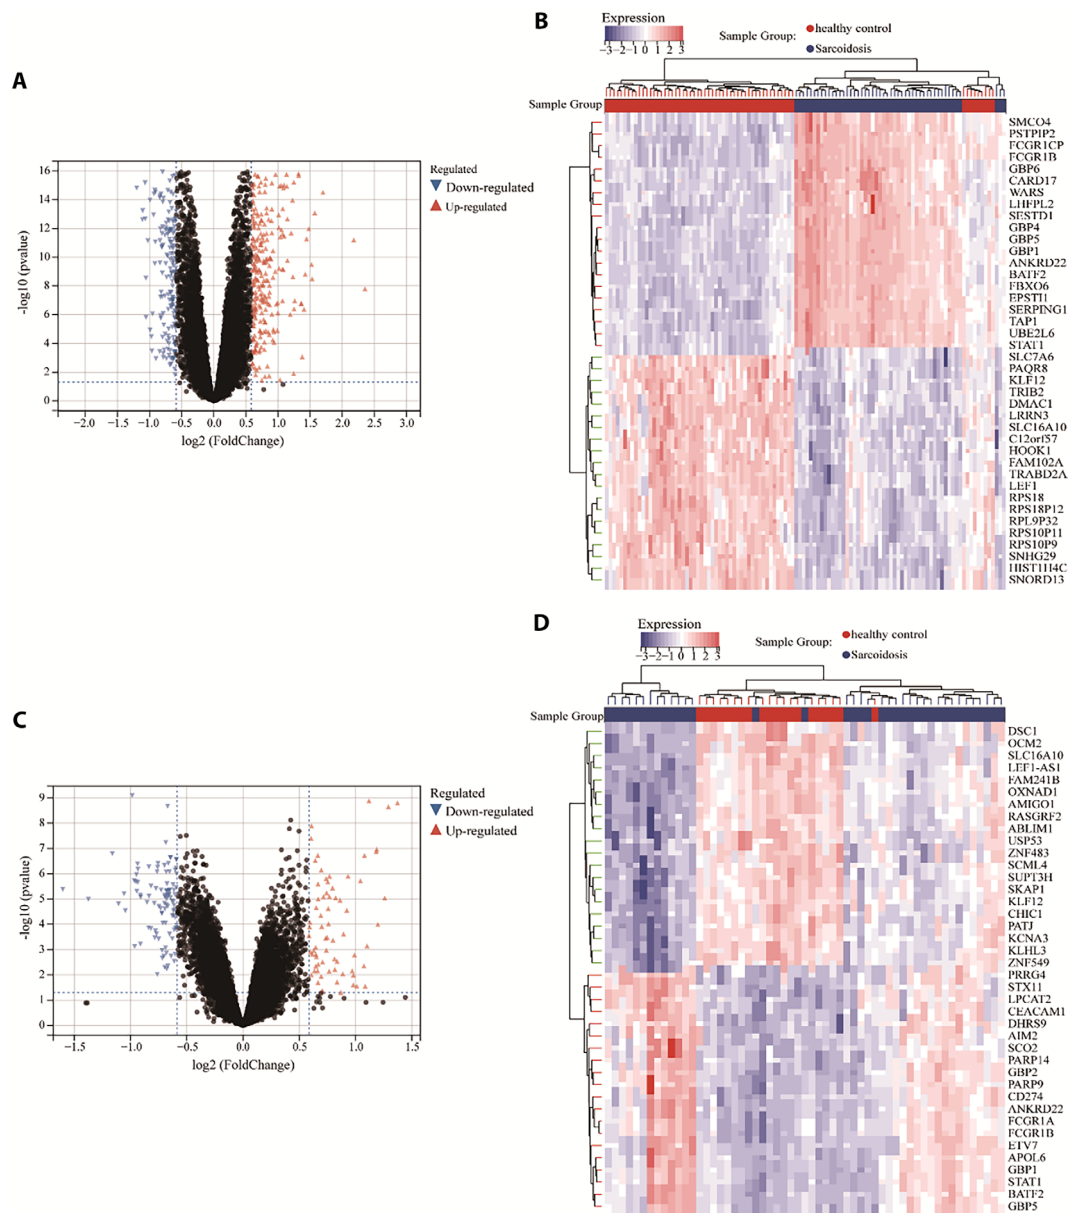 A
16
14
12
10
8
6
4
2
0
-log10 (pvalue)
−2.0 −1.5 −1.0 −0.5 0.0 0.5 1.0 1.5 2.0 2.5 3.0
log2 (FoldChange)
Regulated
Down-regulated
Up-regulated
B
Expression
−3−2−1 0 1 2 3
Sample Group:
healthy control
Sarcoidosis
Sample Group
SMCO4
PSTPIP2
FCGR1CP
FCGR1B
GBP6
CARD17
WARS
LHFPL2
SESTD1
GBP4
GBP5
GBP1
ANKRD22
BATF2
FBXO6
EPSTI1
SERPING1
TAP1
UBE2L6
STAT1
SLC7A6
PAQR8
KLF12
TRIB2
DMAC1
LRRN3
SLC16A10
C12orf57
HOOK1
FAM102A
TRABD2A
LEF1
RPS18
RPS18P12
RPL9P32
RPS10P11
RPS10P9
SNHG29
HIST1H4C
SNORD13
C
9
8
7
6
5
4
3
2
1
0
-log10 (pvalue)
−1.5 −1.0 −0.5 0.0 0.5 1.0 1.5
log2 (FoldChange)
Regulated
Down-regulated
Up-regulated
D
Expression
−3−2−1 0 1 2 3
Sample Group:
healthy control
Sarcoidosis
Sample Group
DSC1
OCM2
SLC16A10
LEF1-AS1
FAM241B
OXNAD1
AMIGO1
RASGRF2
ABLIM1
USP53
ZNF483
SCML4
SUPT3H
SKAP1
KLF12
CHIC1
PATJ
KCNA3
KLHL3
ZNF549
PRRG4
STX11
LPCAT2
CEACAM1
DHRS9
AIM2
SCO2
PARP14
GBP2
PARP9
CD274
ANKRD22
FCGR1A
FCGR1B
ETV7
APOL6
GBP1
STAT1
BATF2
GBP5